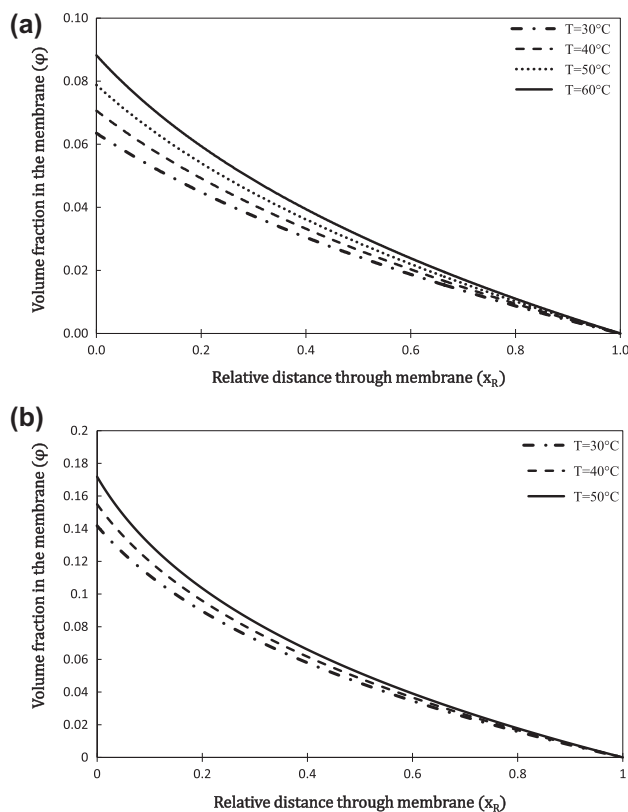 (a)
0.10
0.08
0.06
0.04
0.02
0.00
Volume fraction in the membrane (φ)
T=30°C
T=40°C
T=50°C
T=60°C
0.0 0.2 0.4 0.6 0.8 1.0
Relative distance through membrane (x_R)
(b)
0.2
0.18
0.16
0.14
0.12
0.1
0.08
0.06
0.04
0.02
0
Volume fraction in the membrane (φ)
T=30°C
T=40°C
T=50°C
0 0.2 0.4 0.6 0.8 1
Relative distance through membrane (x_R)